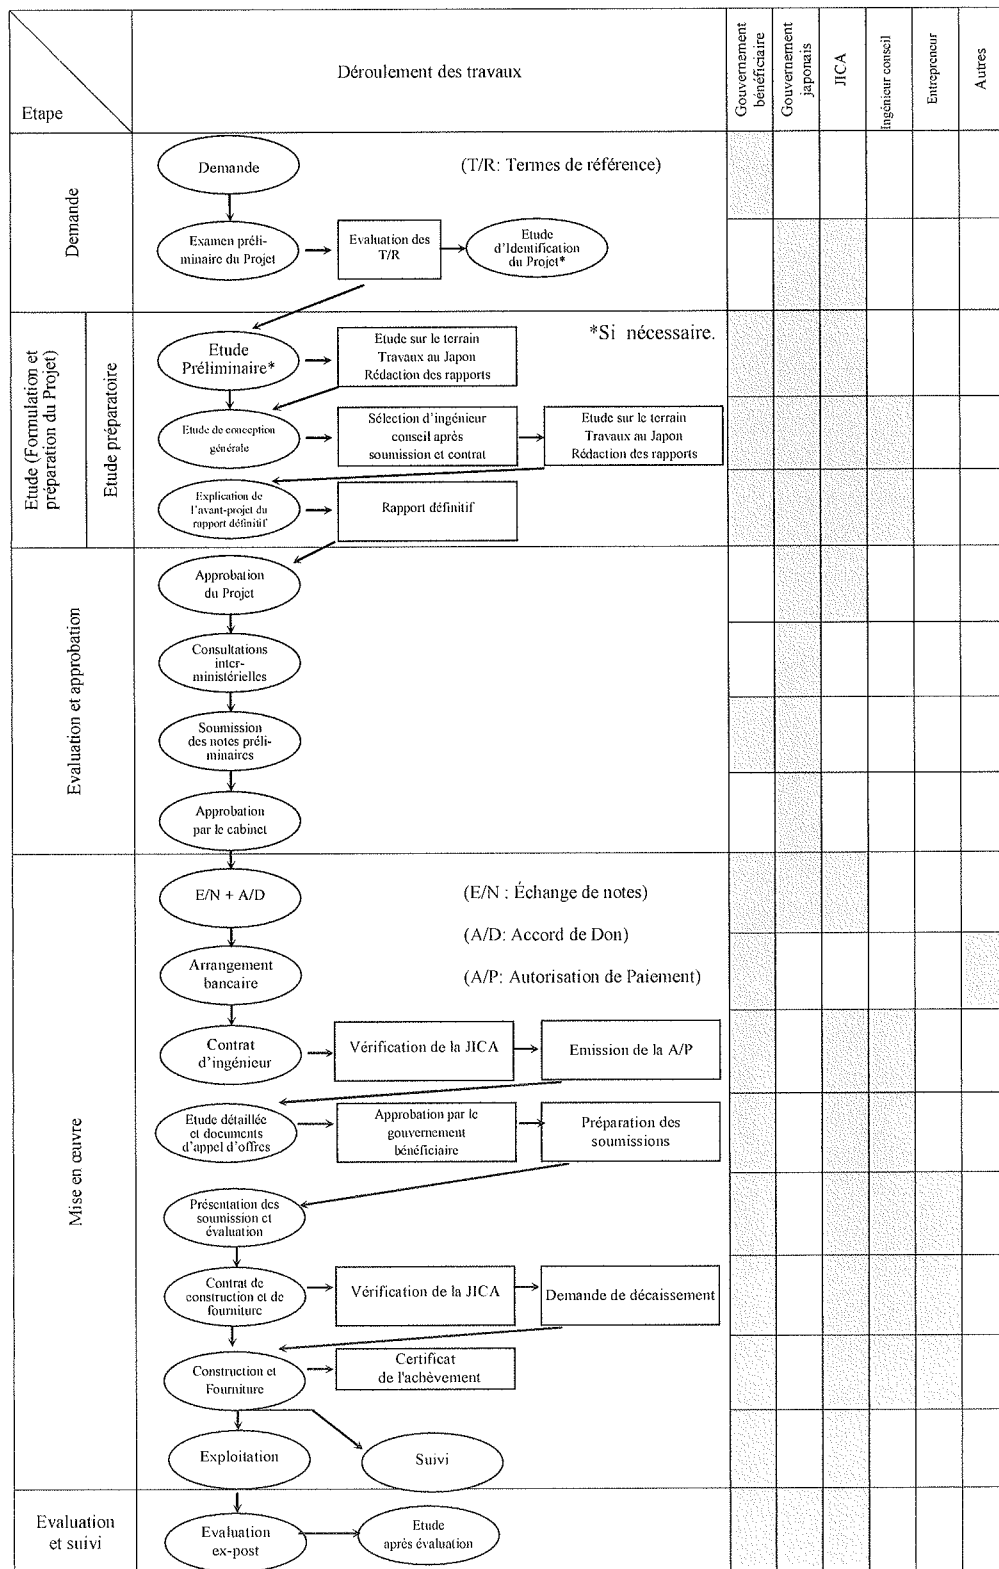 Etape
Déroulement des travaux
Gouvernement
bénéficiaire
Gouvernement
japonais
JICA
Ingénieur conseil
Entrepreneur
Autres
Demande
Demande
(T/R: Termes de référence)
Examen préli-
minaire du Projet
Evaluation des
T/R
Etude
d'Identification
du Projet*
Etude (Formulation et
préparation du Projet)
Etude préparatoire
*Si nécessaire.
Etude
Préliminaire*
Etude sur le terrain
Travaux au Japon
Rédaction des rapports
Etude de conception
générale
Sélection d'ingénieur
conseil après
soumission et contrat
Etude sur le terrain
Travaux au Japon
Rédaction des rapports
Explication de
l'avant-projet du
rapport définitif
Rapport définitif
Evaluation et approbation
Approbation
du Projet
Consultations
inter-
ministérielles
Soumission
des notes préli-
minaires
Approbation
par le cabinet
Mise en œuvre
E/N + A/D
(E/N : Échange de notes)
(A/D: Accord de Don)
Arrangement
bancaire
(A/P: Autorisation de Paiement)
Contrat
d'ingénieur
Vérification de la JICA
Emission de la A/P
Etude détaillée
et documents
d'appel d'offres
Approbation par le
gouvernement
bénéficiaire
Préparation des
soumissions
Présentation des
soumission et
évaluation
Contrat de
construction et de
fourniture
Vérification de la JICA
Demande de décaissement
Construction et
Fourniture
Certificat
de l'achèvement
Exploitation
Suivi
Evaluation
et suivi
Evaluation
ex-post
Etude
après évaluation